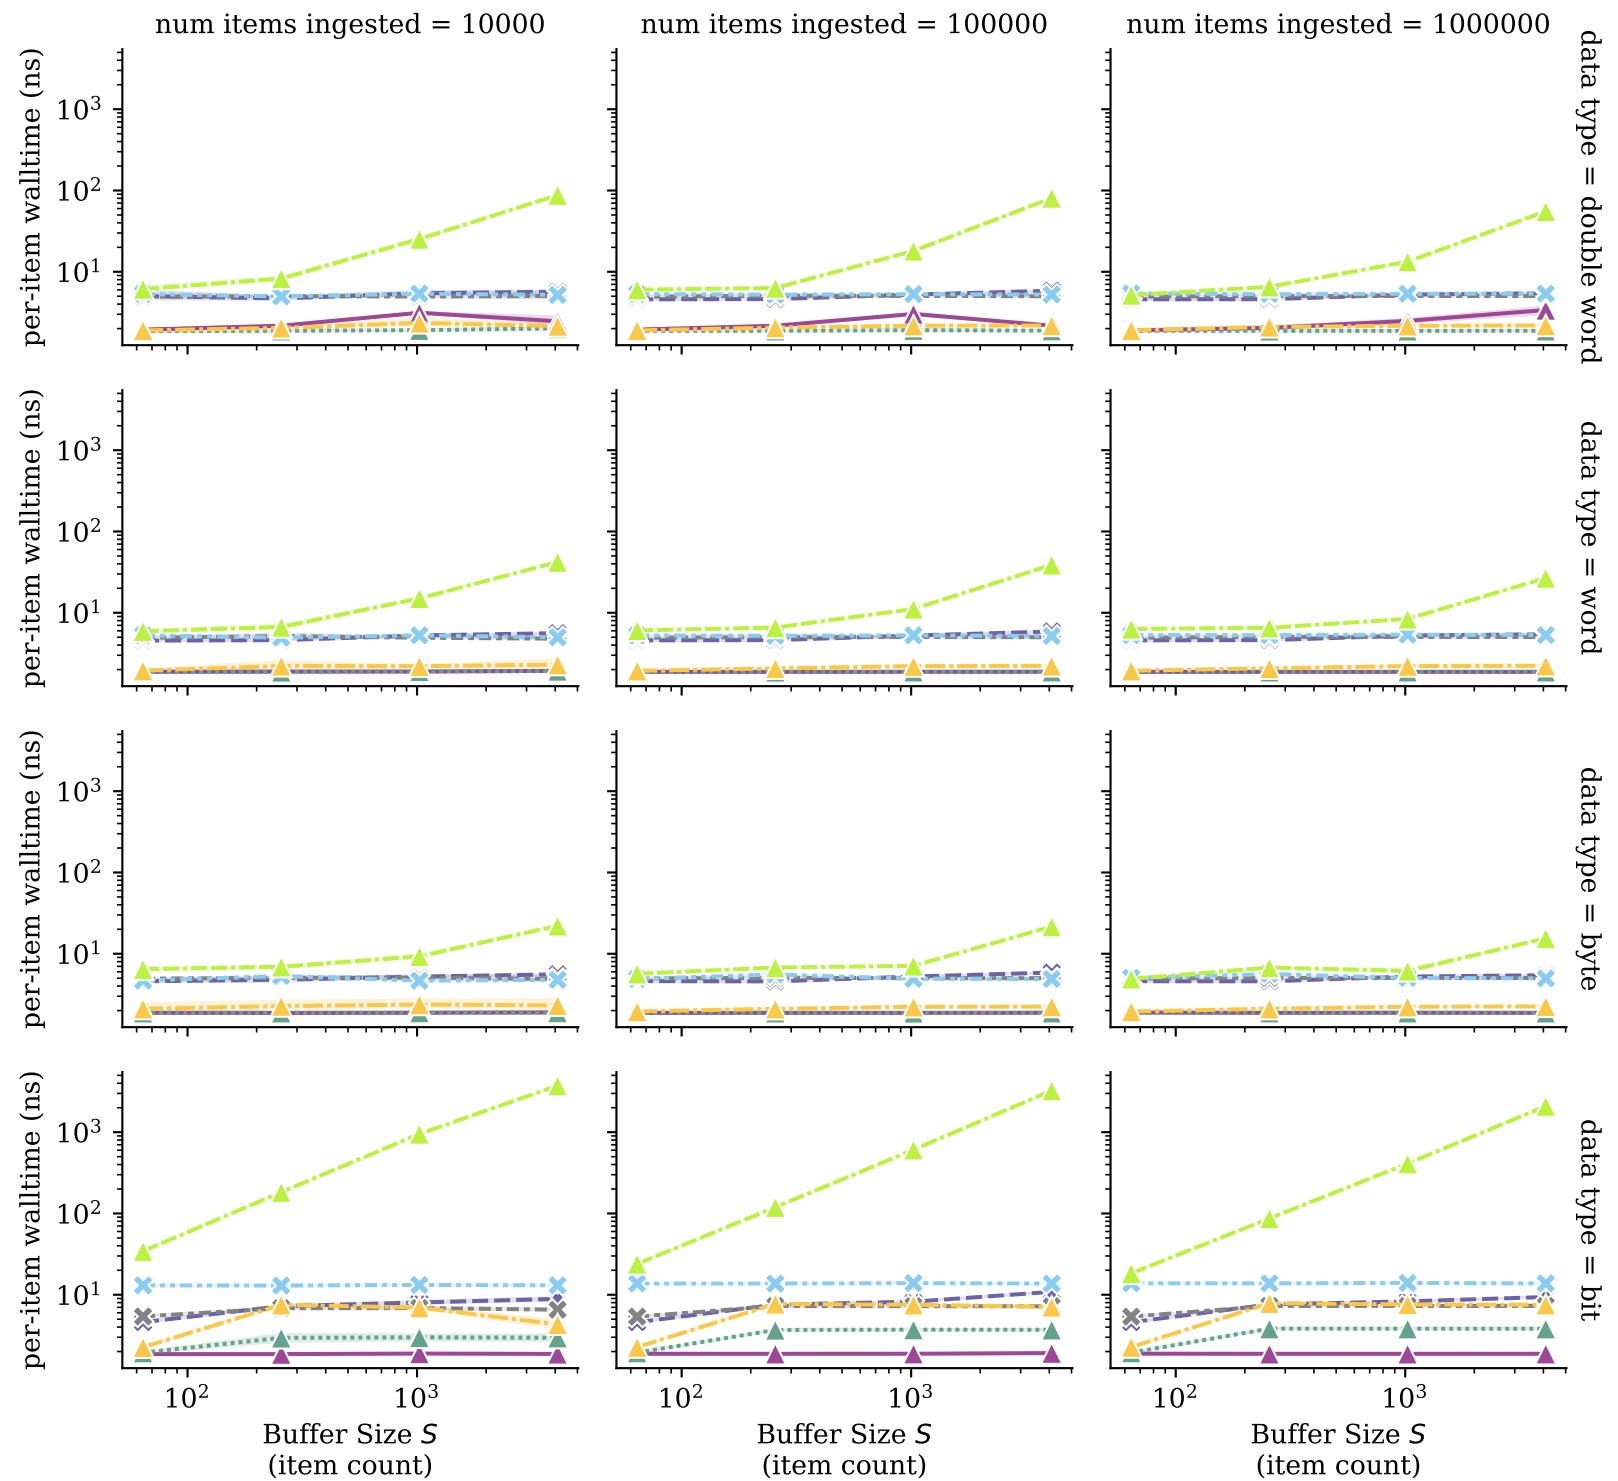 num items ingested = 10000
num items ingested = 100000
num items ingested = 1000000
per-item walltime (ns)
10³
10²
10¹
data type = double word
per-item walltime (ns)
10³
10²
10¹
data type = word
per-item walltime (ns)
10³
10²
10¹
data type = byte
per-item walltime (ns)
10³
10²
10¹
data type = bit
10²
10³
10²
10³
10²
10³
Buffer Size S
(item count)
Buffer Size S
(item count)
Buffer Size S
(item count)